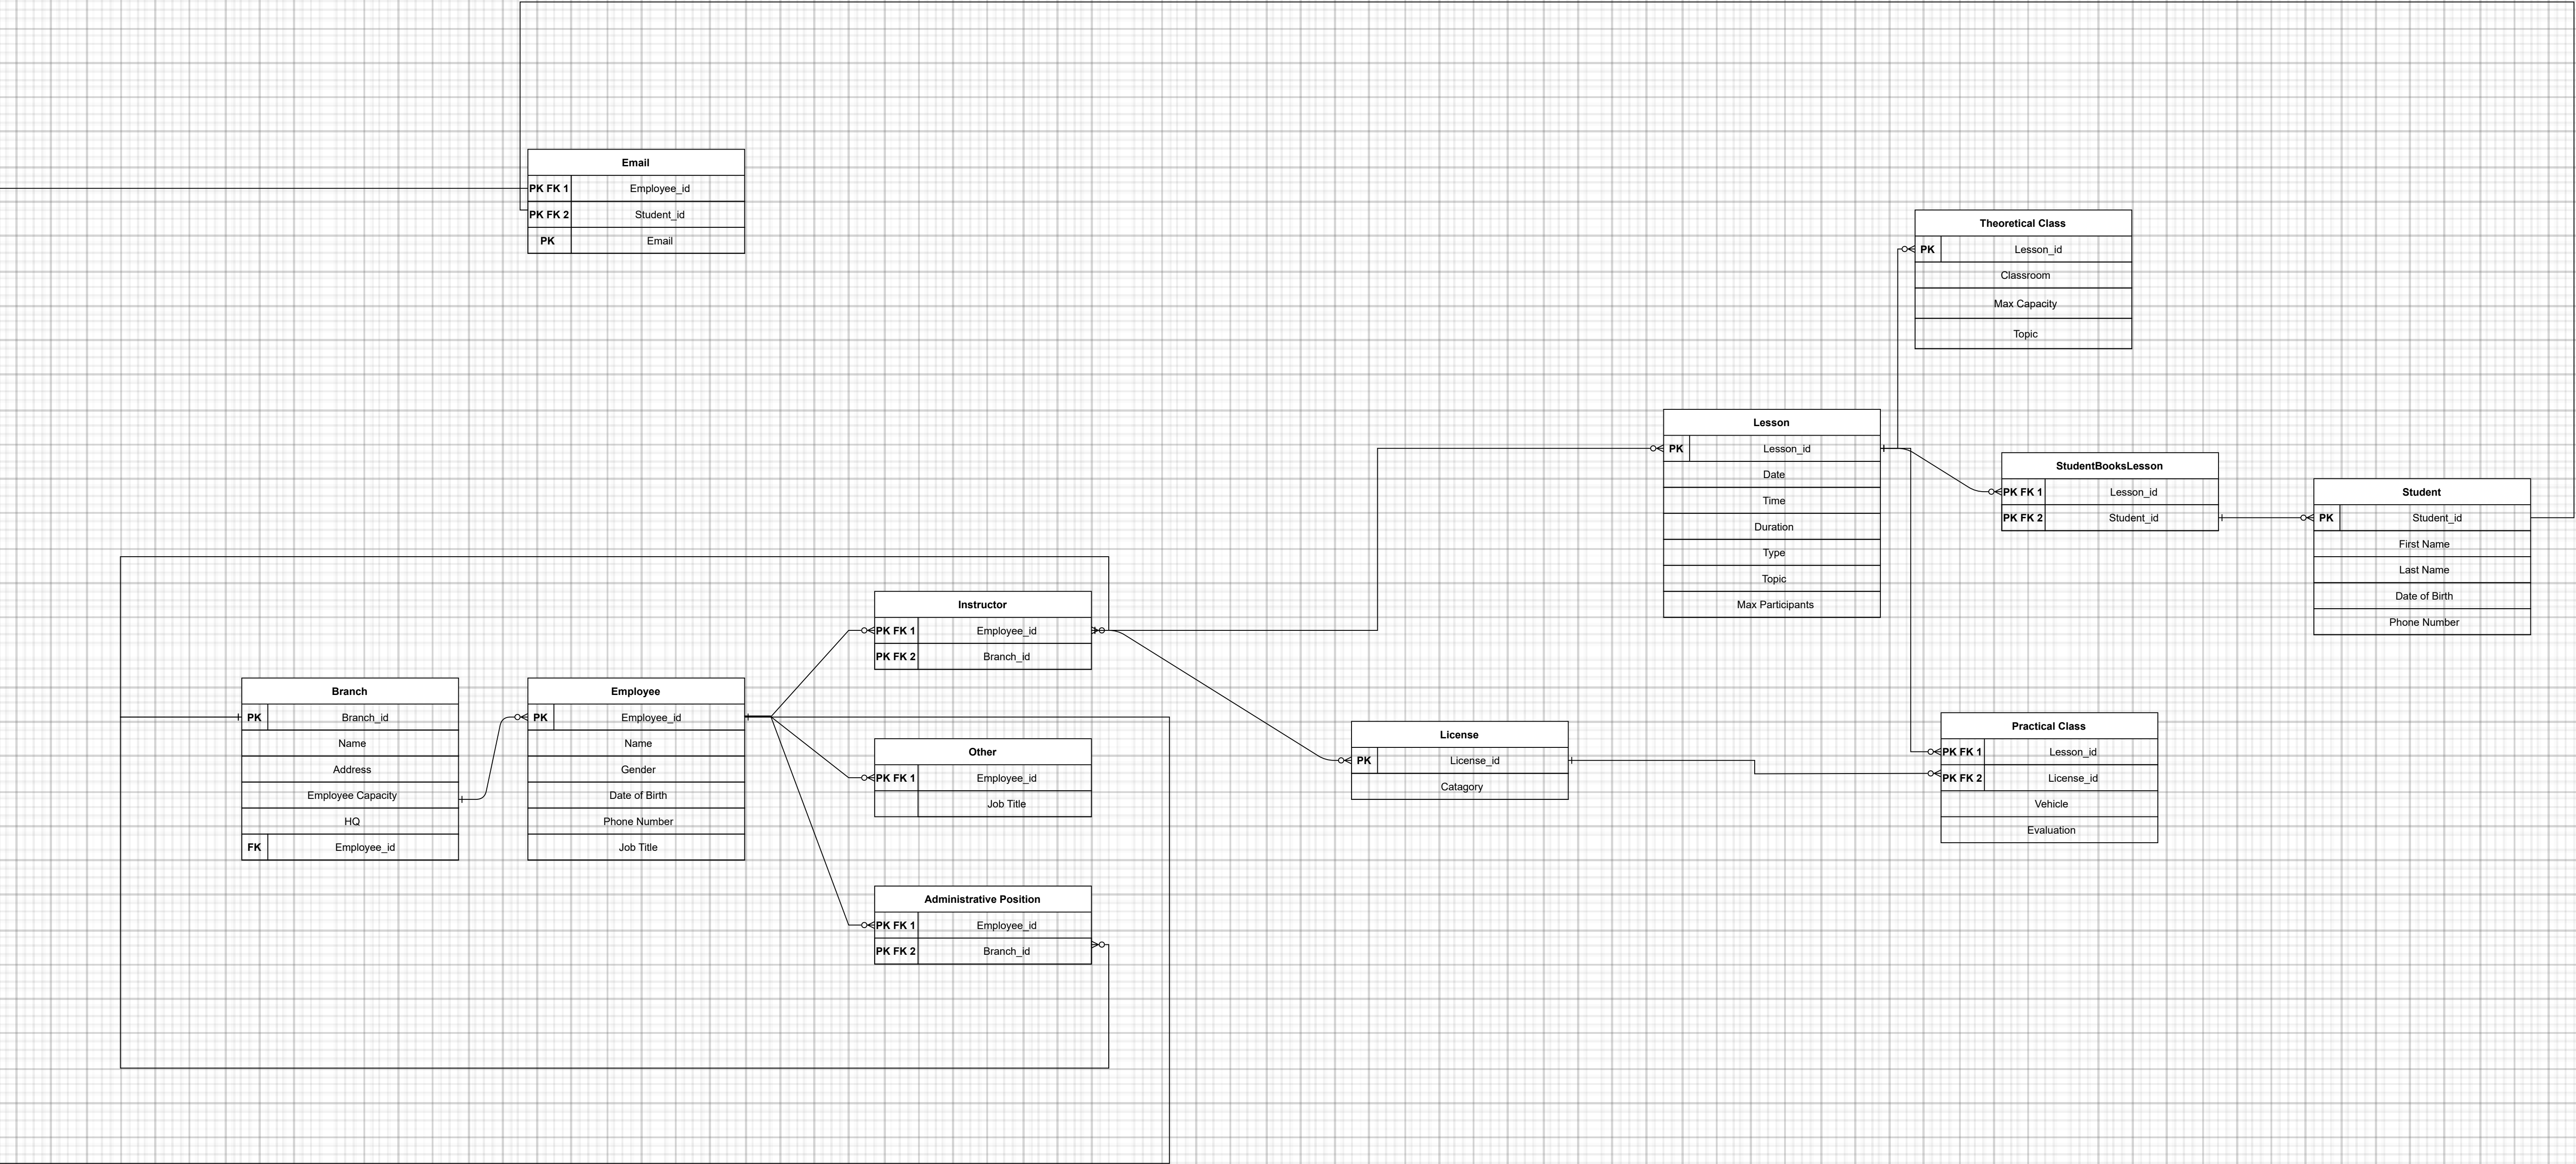 Email
PK FK 1 Employee_id
PK FK 2 Student_id
PK Email
Theoretical Class
PK Lesson_id
Classroom
Max Capacity
Topic
Lesson
PK Lesson_id
Date
Time
Duration
Type
Topic
Max Participants
StudentBooksLesson
PK FK 1 Lesson_id
PK FK 2 Student_id
Student
PK Student_id
First Name
Last Name
Date of Birth
Phone Number
Instructor
PK FK 1 Employee_id
PK FK 2 Branch_id
Branch
PK Branch_id
Name
Address
Employee Capacity
HQ
FK Employee_id
Employee
PK Employee_id
Name
Gender
Date of Birth
Phone Number
Job Title
Other
PK FK 1 Employee_id
Job Title
Administrative Position
PK FK 1 Employee_id
PK FK 2 Branch_id
License
PK License_id
Catagory
Practical Class
PK FK 1 Lesson_id
PK FK 2 License_id
Vehicle
Evaluation